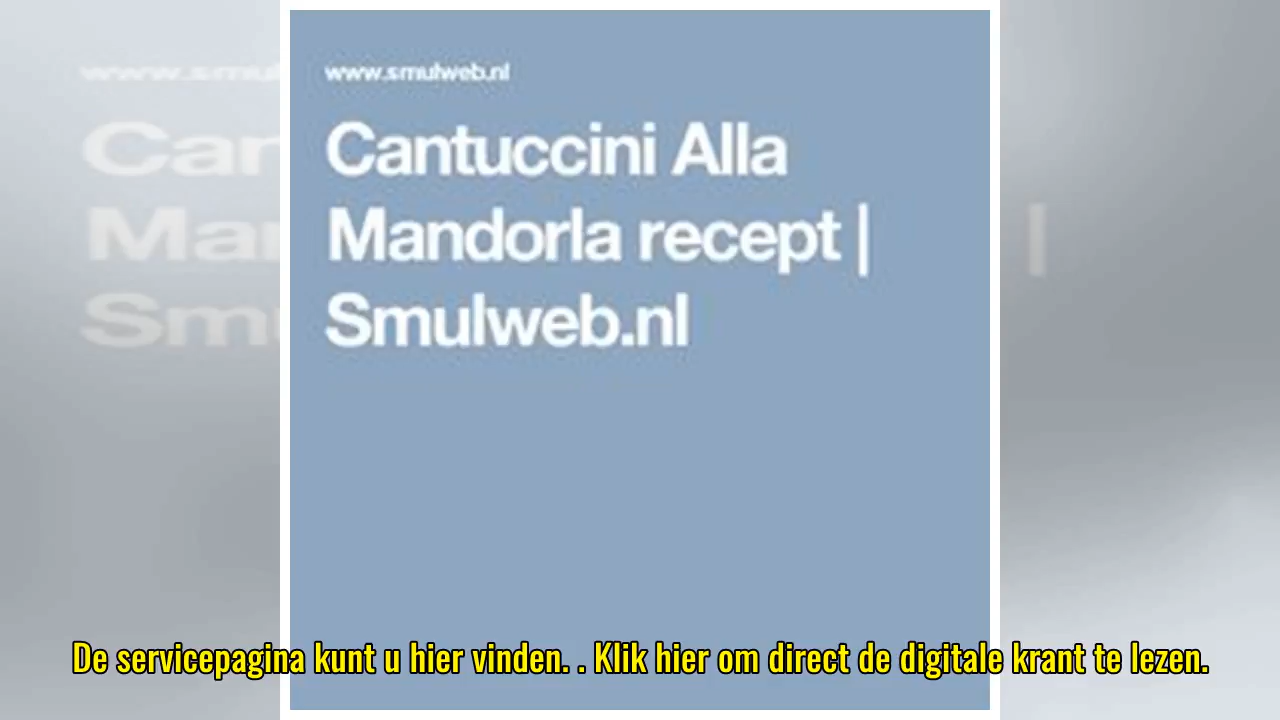 www.smulweb.nl
Cantuccini Alla
Mandorla recept |
Smulweb.nl
De servicepagina kunt u hier vinden. . Klik hier om direct de digitale krant te lezen.